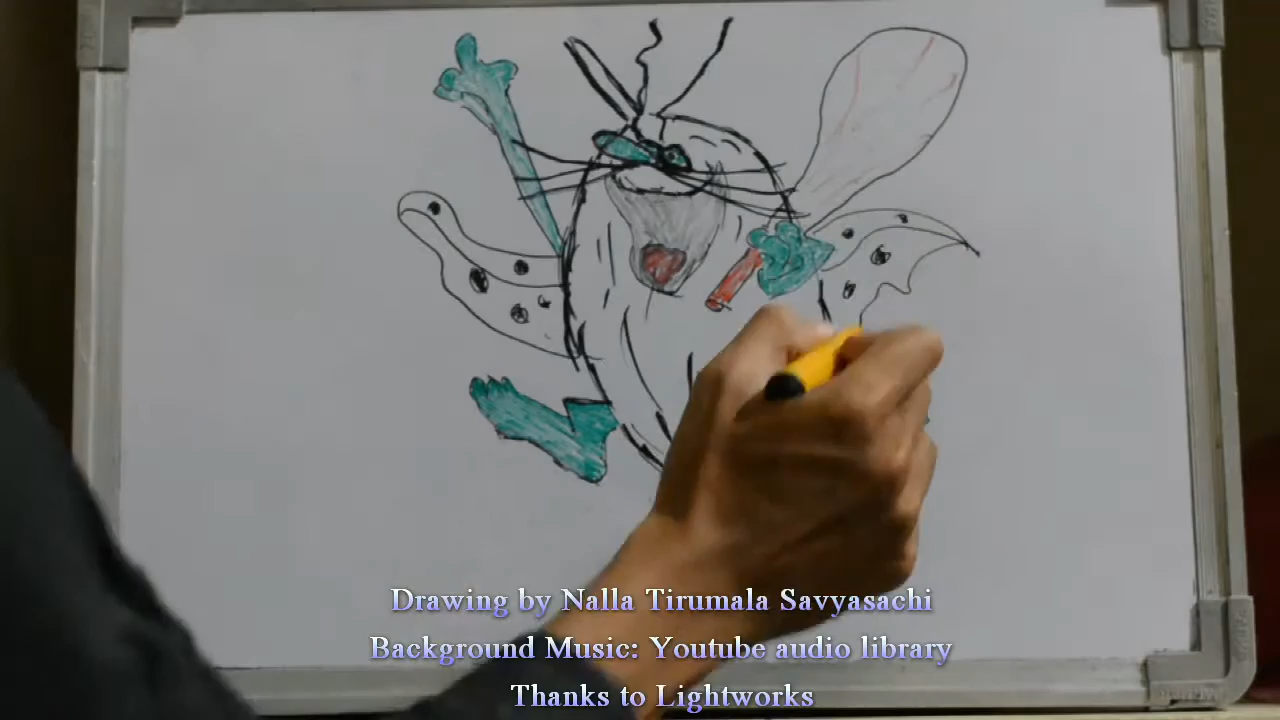 Drawing by Nalla Tirumala Savyasachi
Background Music: Youtube audio library
Thanks to Lightworks